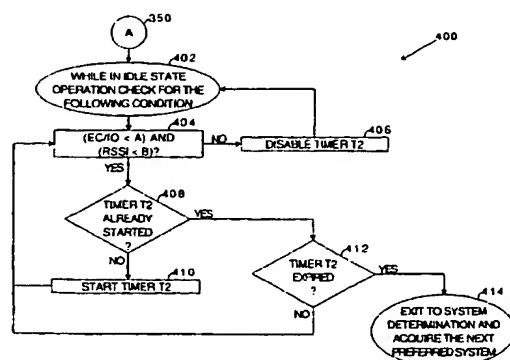 350
A
400
402
WHILE IN IDLE STATE
OPERATION CHECK FOR THE
FOLLOWING CONDITION
404
(EC/IO < A) AND
(RSSI < B)?
NO
406
DISABLE TIMER T2
YES
408
TIMER T2
ALREADY
STARTED
?
YES
412
TIMER T2
EXPIRED
?
YES
NO
410
START TIMER T2
NO
414
EXIT TO SYSTEM
DETERMINATION AND
ACQUIRE THE NEXT
PREFERRED SYSTEM